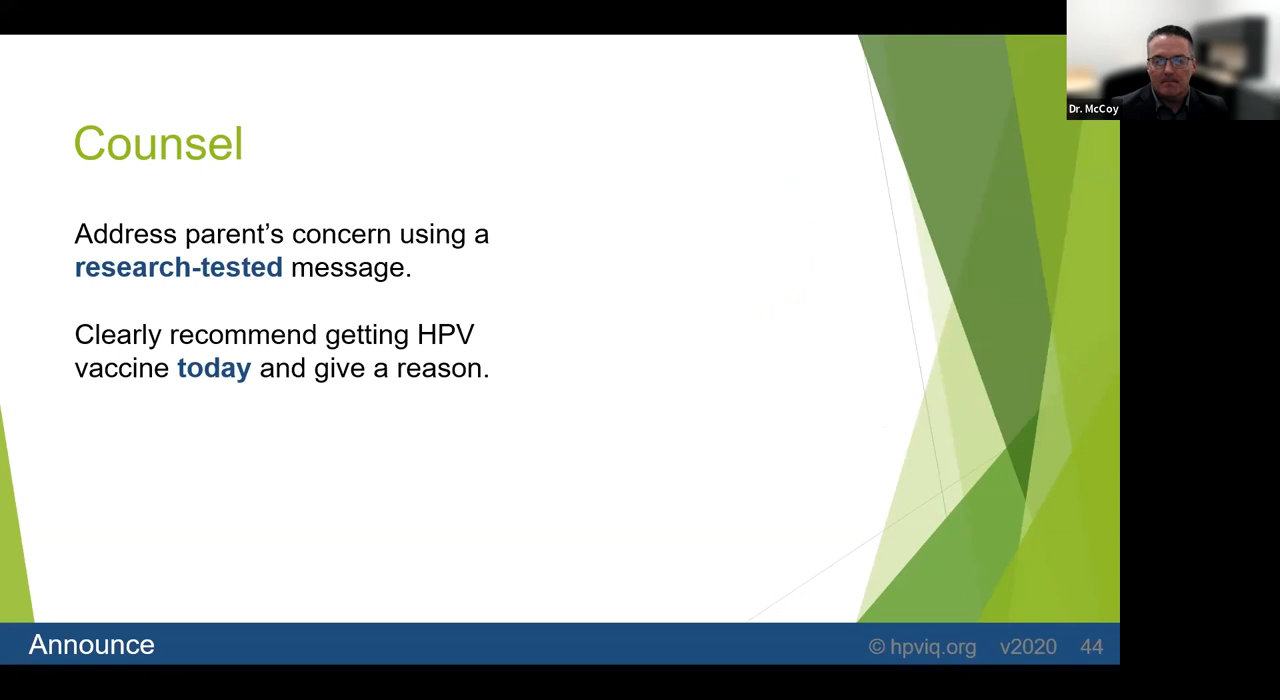 Dr. McCoy
Counsel
Address parent’s concern using a
research-tested message.
Clearly recommend getting HPV
vaccine today and give a reason.
Announce
© hpviq.org v2020 44